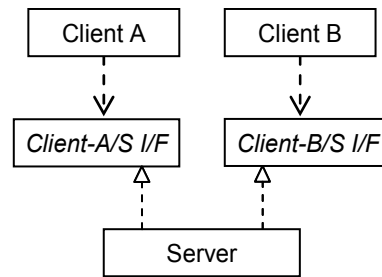 Client A
Client B
Client-A/S I/F
Client-B/S I/F
Server